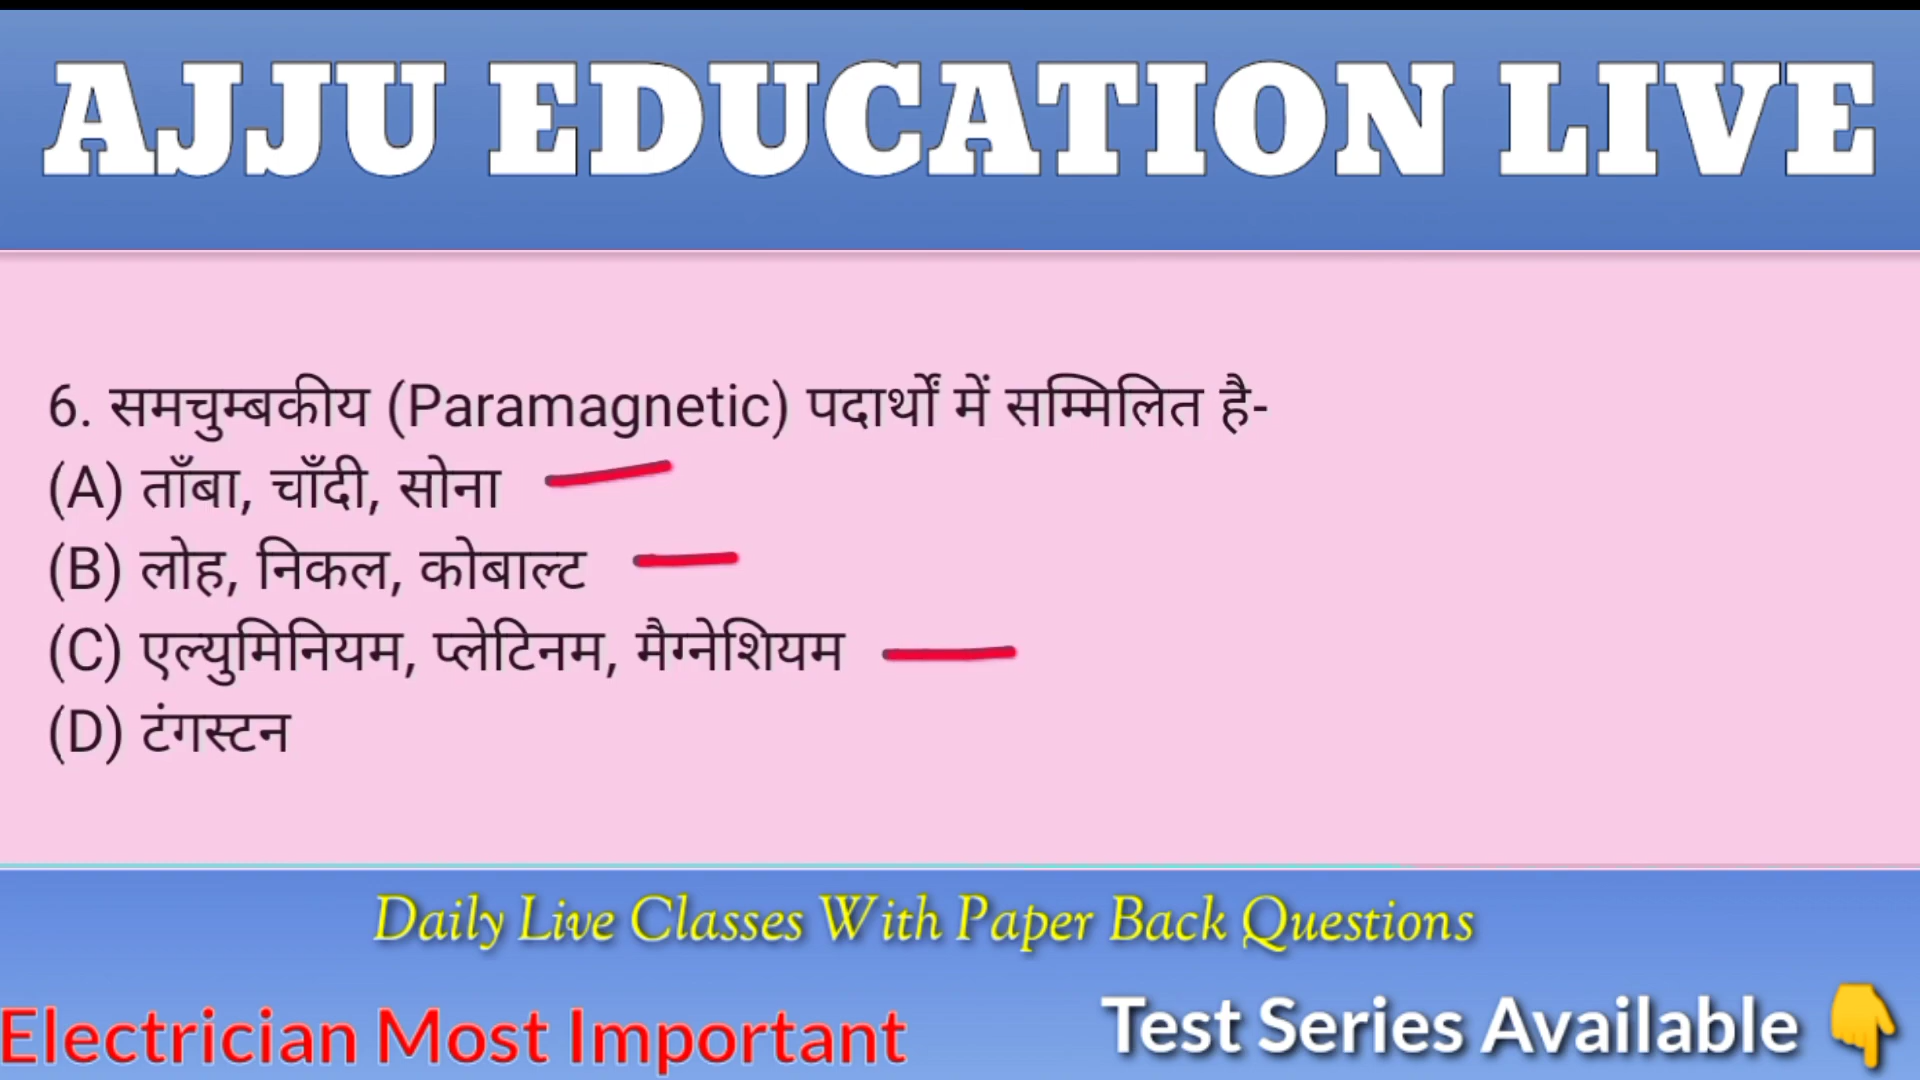 AJJU EDUCATION LIVE
6. समचुम्बकीय (Paramagnetic) पदार्थों में सम्मिलित है-
(A) ताँबा, चाँदी, सोना
(B) लोह, निकल, कोबाल्ट
(C) एल्युमिनियम, प्लेटिनम, मैग्नेशियम
(D) टंगस्टन
Daily Live Classes With Paper Back Questions
Electrician Most Important
Test Series Available